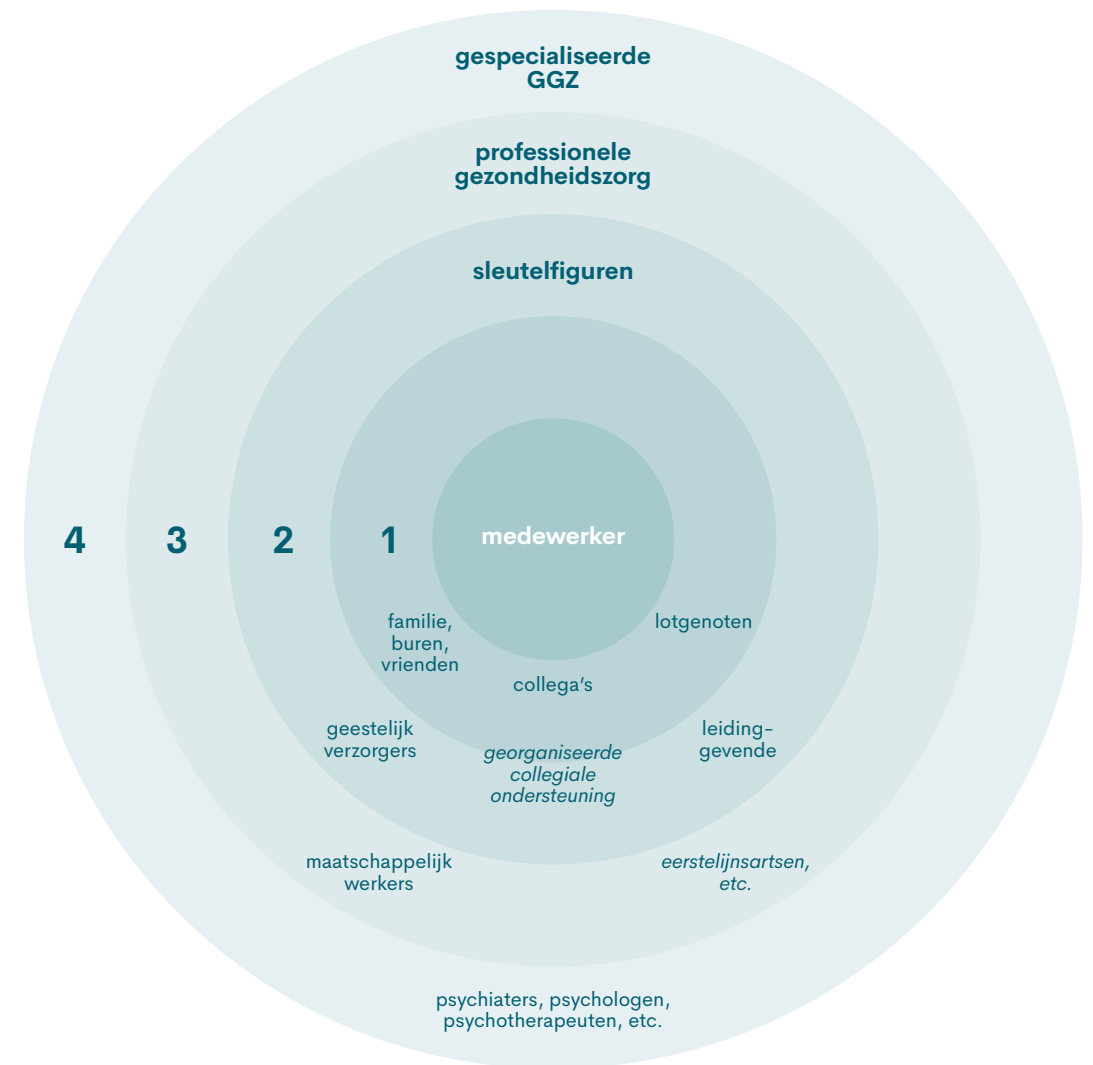 gespecialiseerde
GGZ
professionele
gezondheidszorg
sleutelfiguren
4 3 2 1 medewerker
familie,
buren,
vrienden
lotgenoten
collega's
geestelijk
verzorgers
georganiseerde
collegiale
ondersteuning
leiding-
gevende
maatschappelijk
werkers
eerstelijnsartsen,
etc.
psychiaters, psychologen,
psychotherapeuten, etc.